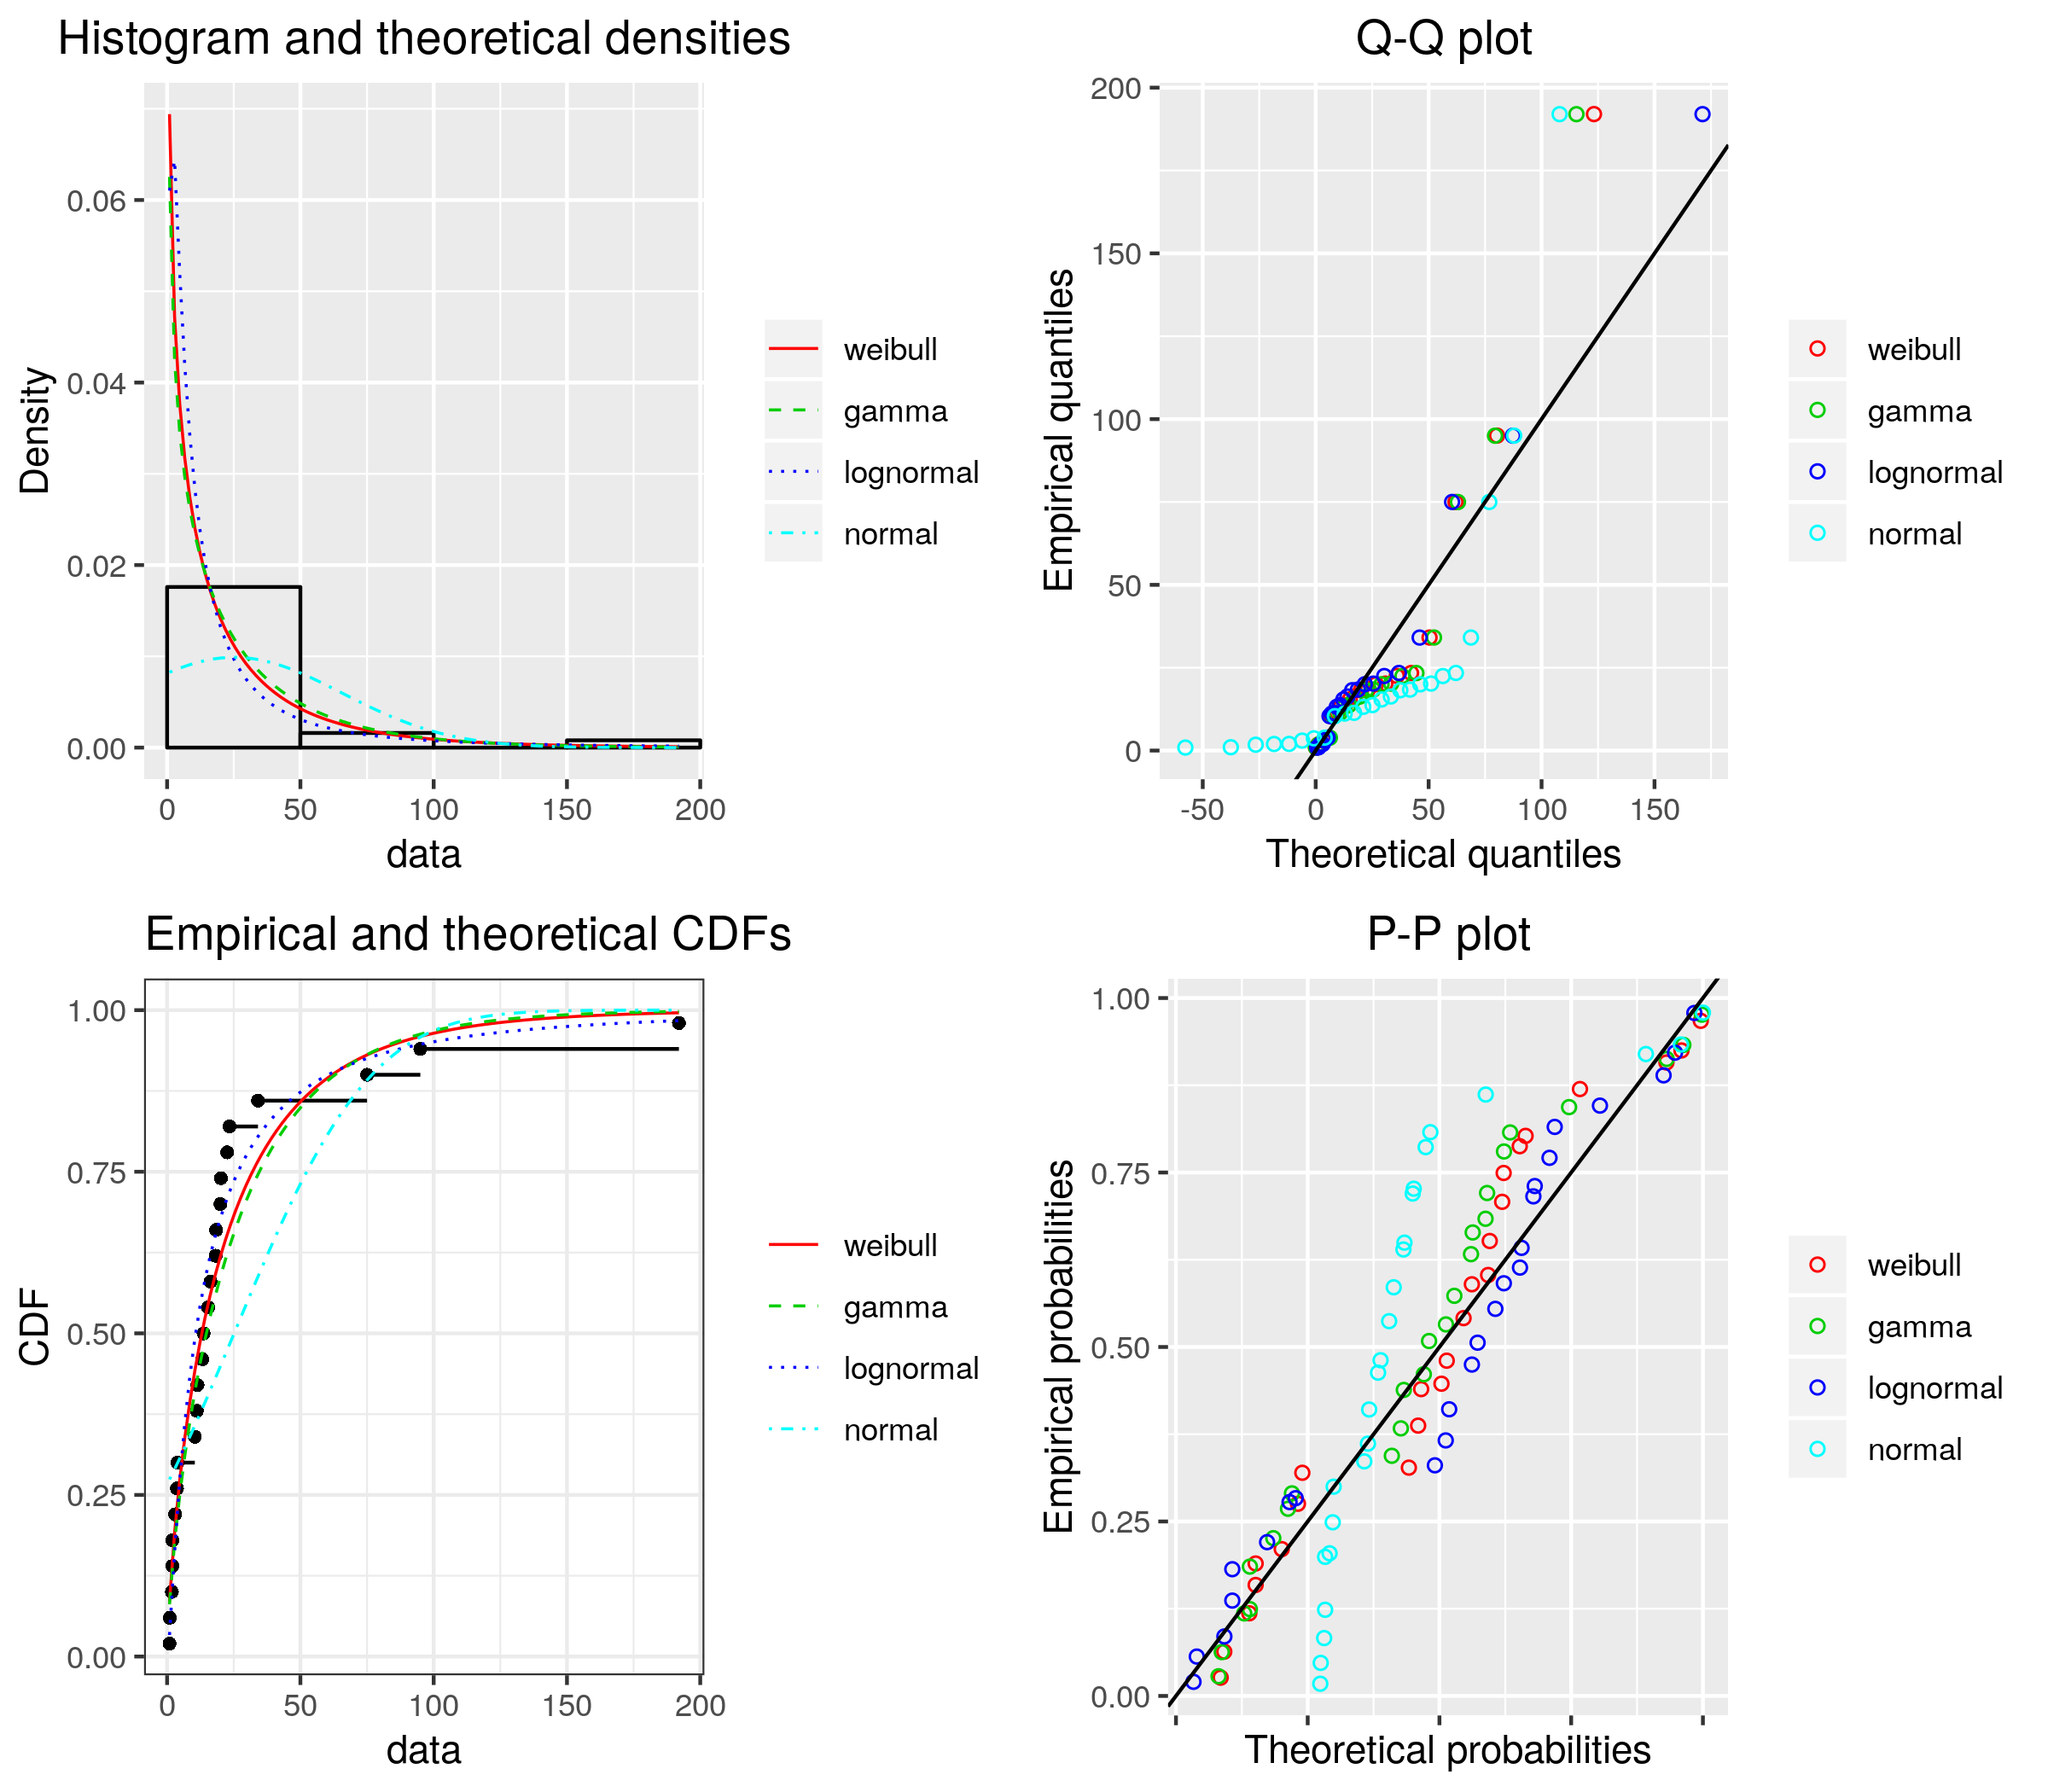 Histogram and theoretical densities
Density
0.06
0.04
0.02
0.00
0 50 100 150 200
data
weibull
gamma
lognormal
normal
Q-Q plot
Empirical quantiles
200
150
100
50
0
-50 0 50 100 150
Theoretical quantiles
weibull
gamma
lognormal
normal
Empirical and theoretical CDFs
CDF
1.00
0.75
0.50
0.25
0.00
0 50 100 150 200
data
weibull
gamma
lognormal
normal
P-P plot
Empirical probabilities
1.00
0.75
0.50
0.25
0.00
Theoretical probabilities
weibull
gamma
lognormal
normal